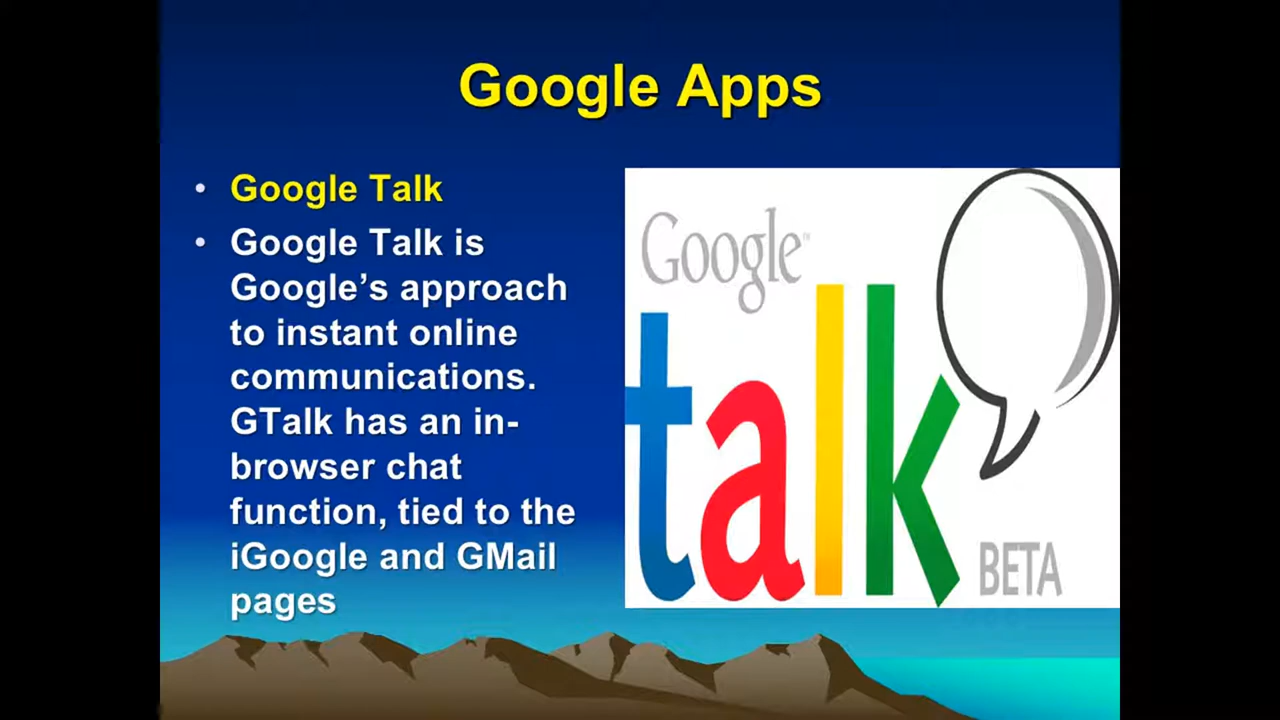 Google Apps
• Google Talk
• Google Talk is
Google’s approach
to instant online
communications.
GTalk has an in-
browser chat
function, tied to the
iGoogle and GMail
pages
Google™
talk
BETA